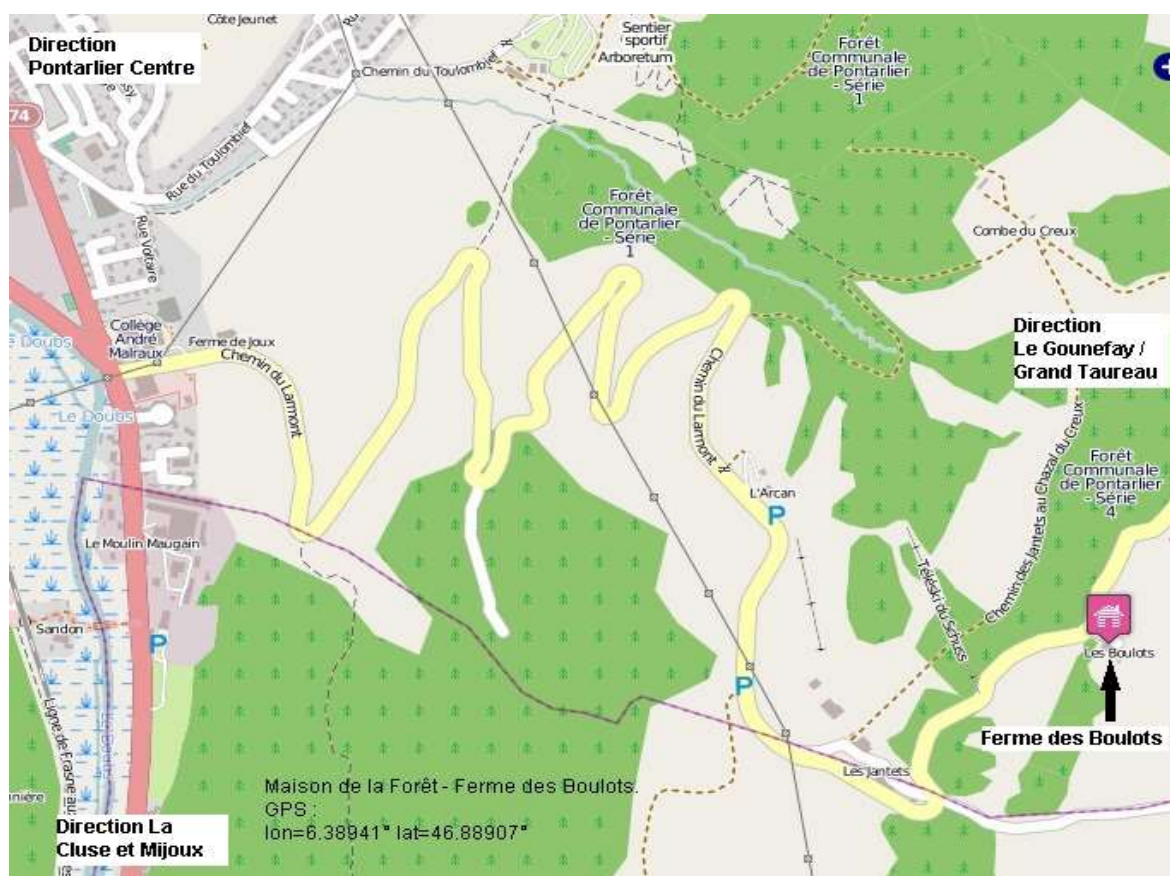 Côte Jeunet
Direction
Pontarlier Centre
Chemin du Toulombief
Sentier
sportif
Arboretum
Forêt
Communale
de Pontarlier
- Série
1
74
Rue du Toulombief
Rue Voltaire
Forêt
Communale
de Pontarlier
- Série
1
Combe du Creux
Collège
André
Malraux
Ferme de Joux
Chemin du Larmont
Le Doubs
Le Doubs
Chemin du Larmont
Direction
Le Gounefay /
Grand Taureau
Forêt
Communale
de Pontarlier
- Série
4
L'Arcan
P
Le Moulin Maugain
Chemin des Jantets au Chazal du Creux
Téléski du Schuss
Sandon
P
Les Boulots
P
Ferme des Boulots
Les Jantets
Ligne de Frasne
Maison de la Forêt - Ferme des Boulots.
GPS :
lon=6.38941° lat=46.88907°
Direction La
Cluse et Mijoux